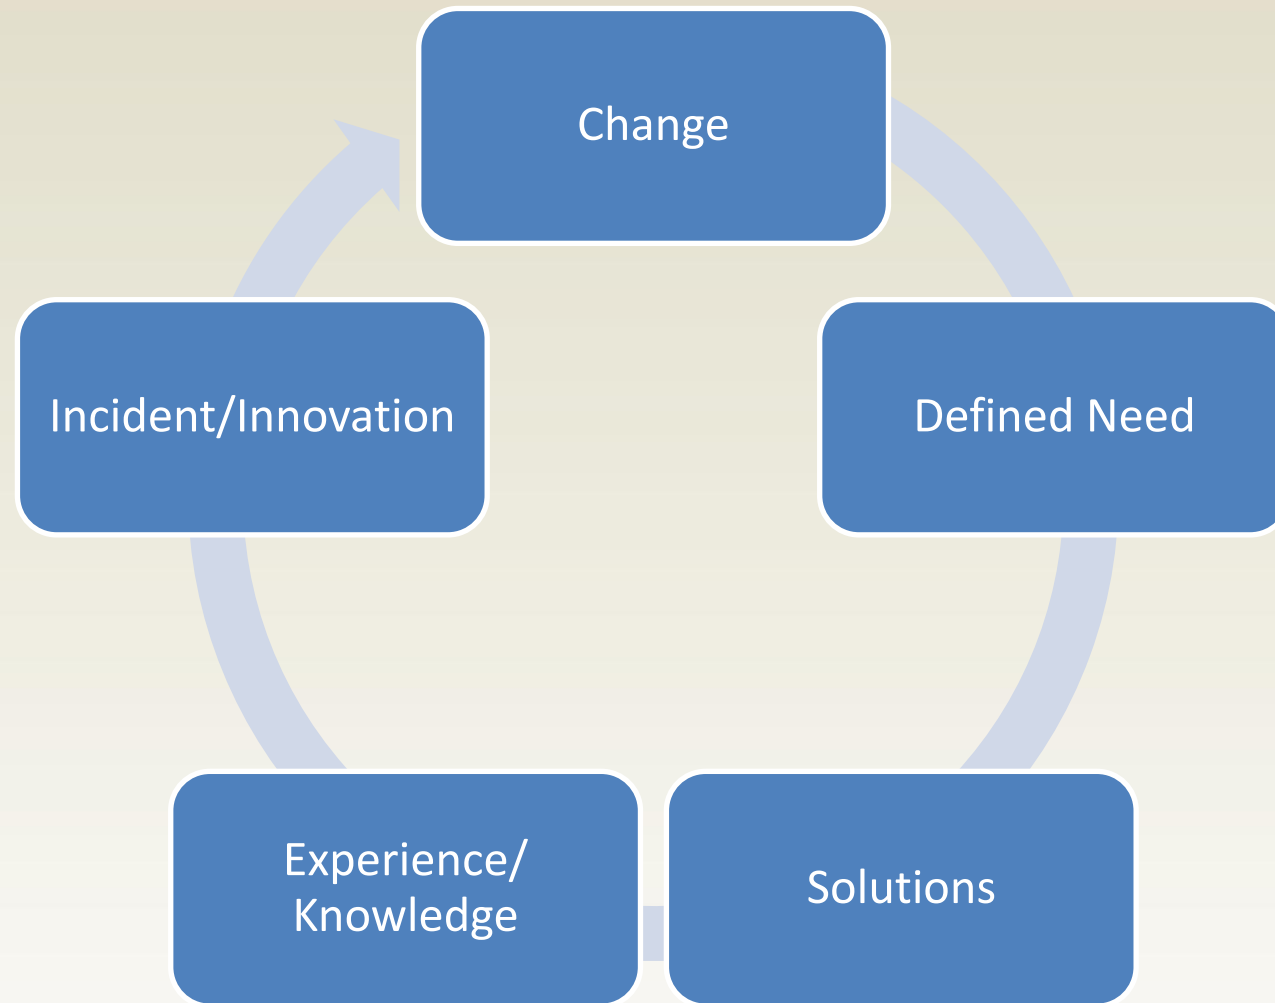 Change
Incident/Innovation
Defined Need
Experience/
Knowledge
Solutions